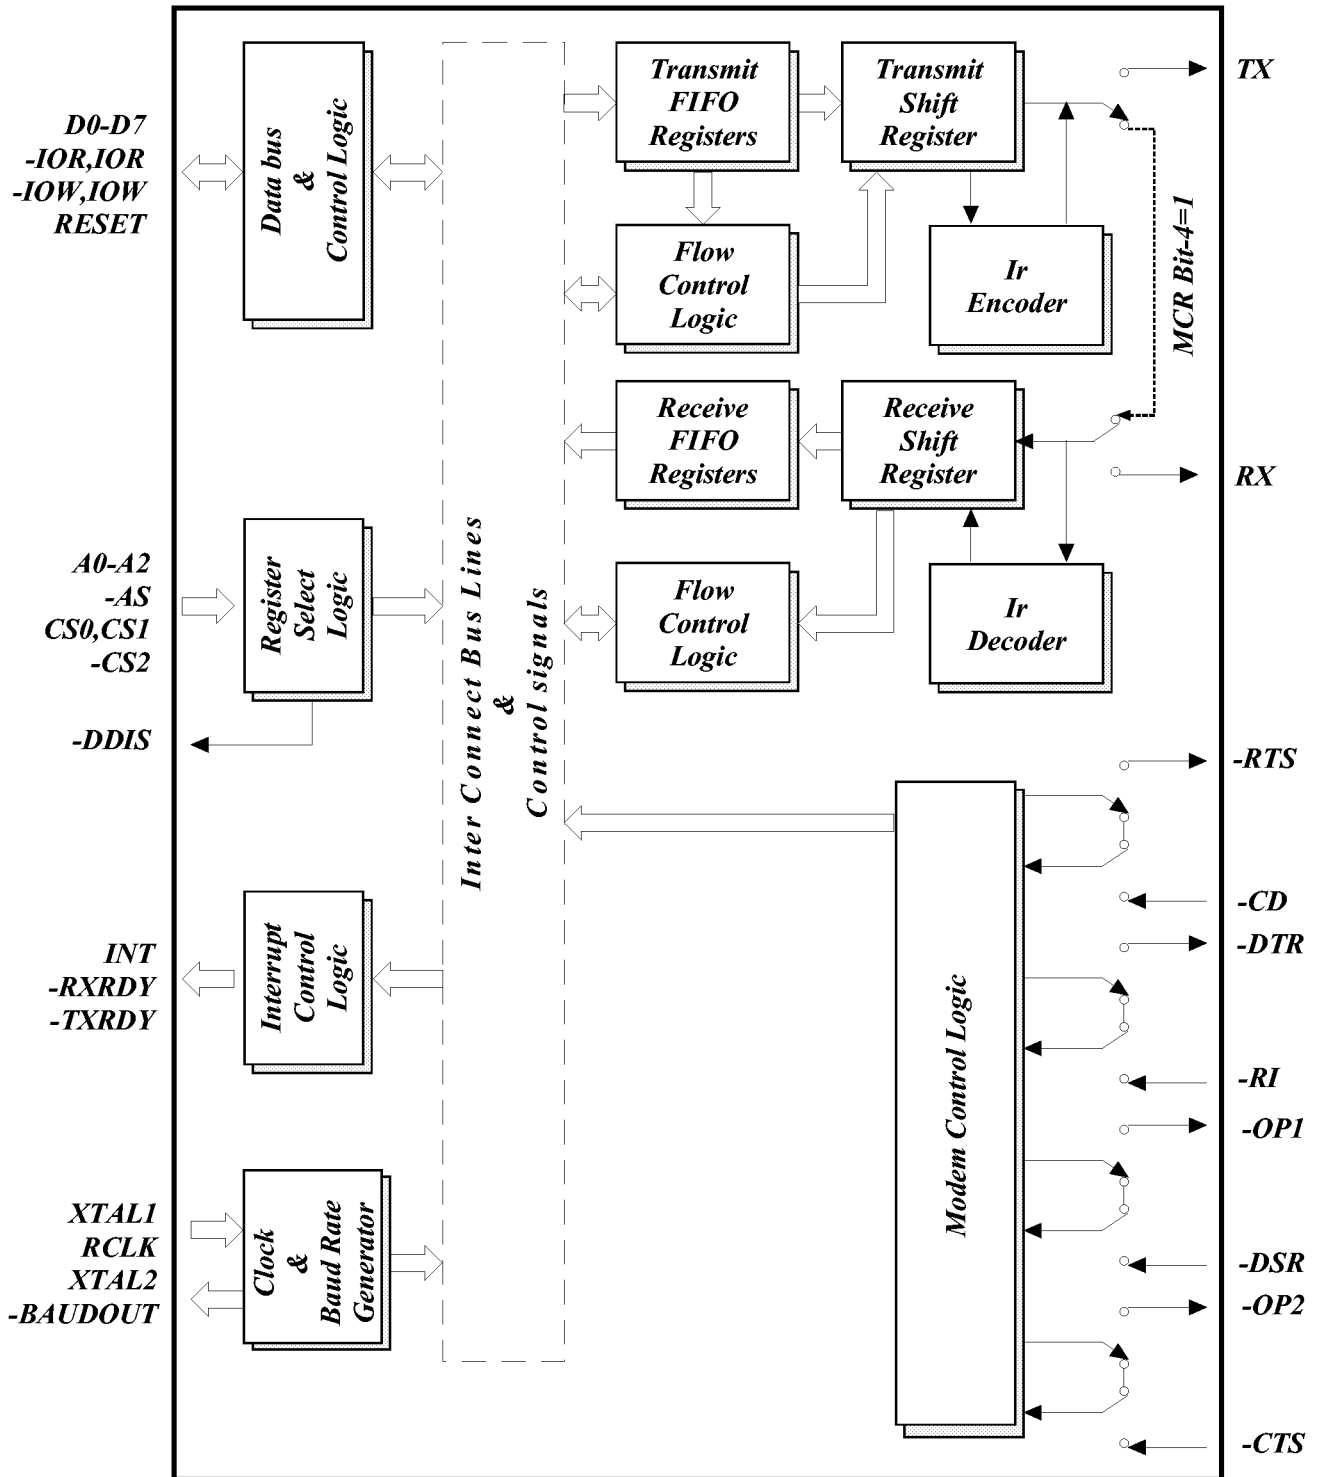 D0-D7
-IOR,IOR
-IOW,IOW
RESET
Data bus
&
Control Logic
A0-A2
-AS
CS0,CS1
-CS2
Register
Select
Logic
-DDIS
INT
-RXRDY
-TXRDY
Interrupt
Control
Logic
XTAL1
RCLK
XTAL2
-BAUDOUT
Clock
&
Baud Rate
Generator
Inter Connect Bus Lines
&
Control signals
Transmit
FIFO
Registers
Transmit
Shift
Register
Flow
Control
Logic
Ir
Encoder
Receive
FIFO
Registers
Receive
Shift
Register
Flow
Control
Logic
Ir
Decoder
MCR Bit-4=1
Modem Control Logic
TX
RX
-RTS
-CD
-DTR
-RI
-OP1
-DSR
-OP2
-CTS